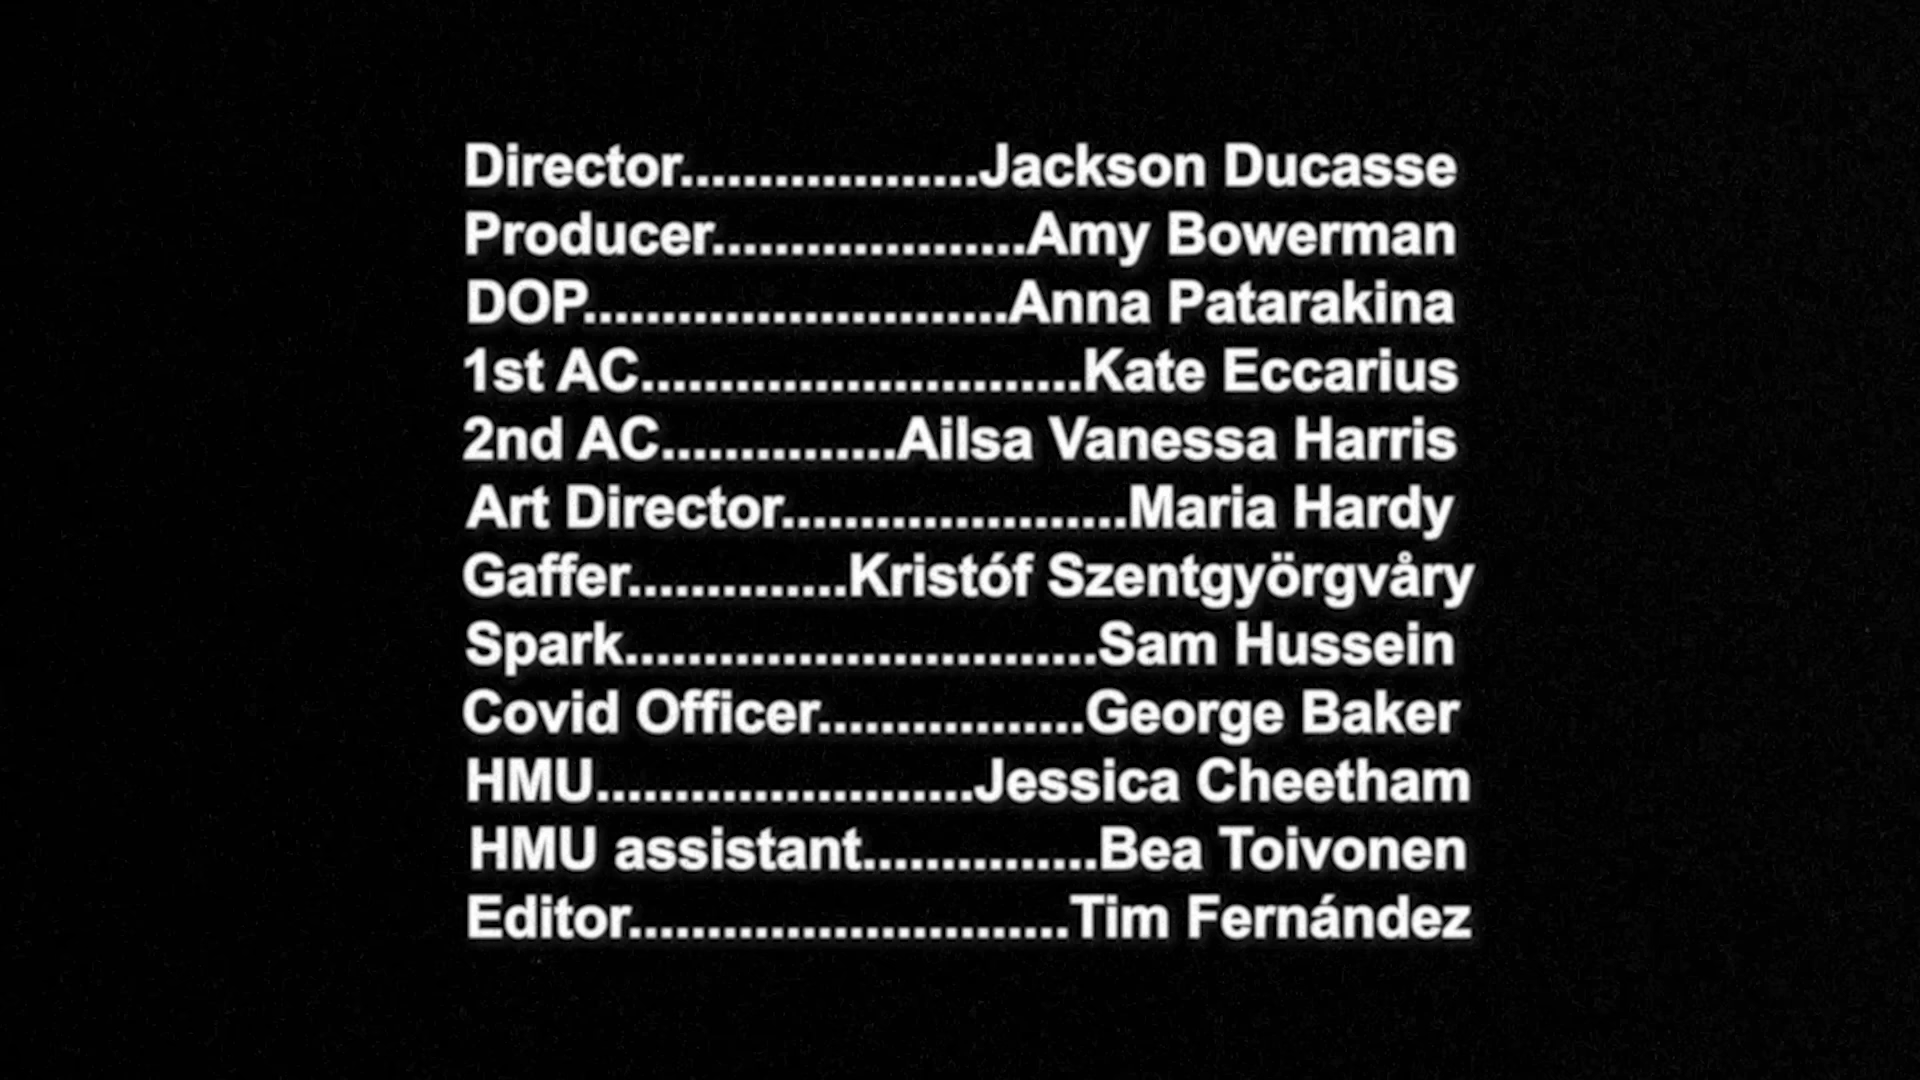 Director...................Jackson Ducasse
Producer....................Amy Bowerman
DOP...........................Anna Patarakina
1st AC............................Kate Eccarius
2nd AC...............Ailsa Vanessa Harris
Art Director......................Maria Hardy
Gaffer..............Kristóf Szentgyörgvåry
Spark..............................Sam Hussein
Covid Officer.................George Baker
HMU........................Jessica Cheetham
HMU assistant...............Bea Toivonen
Editor............................Tim Fernández